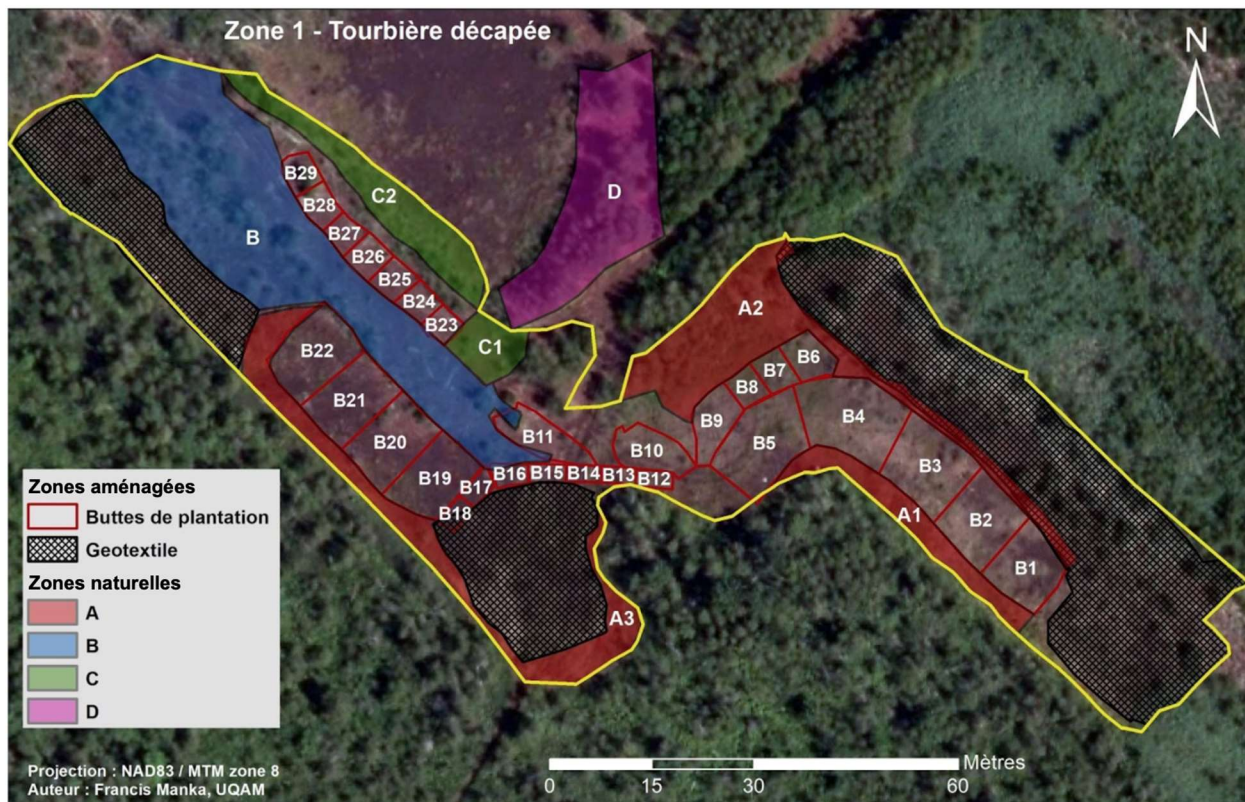 Zone 1 - Tourbière décapée
N
B29
C2
B28
D
B
B27
B26
B25
B24
B23
A2
C1
B22
B6
B7
B8
B21
B9
B4
B11
B5
B20
B10
B3
B19
B16
B15
B14
B13
B12
B17
B18
A1
B2
B1
A3
Zones aménagées
Buttes de plantation
Geotextile
Zones naturelles
A
B
C
D
Projection : NAD83 / MTM zone 8
Auteur : Francis Manka, UQAM
Mètres
0 15 30 60